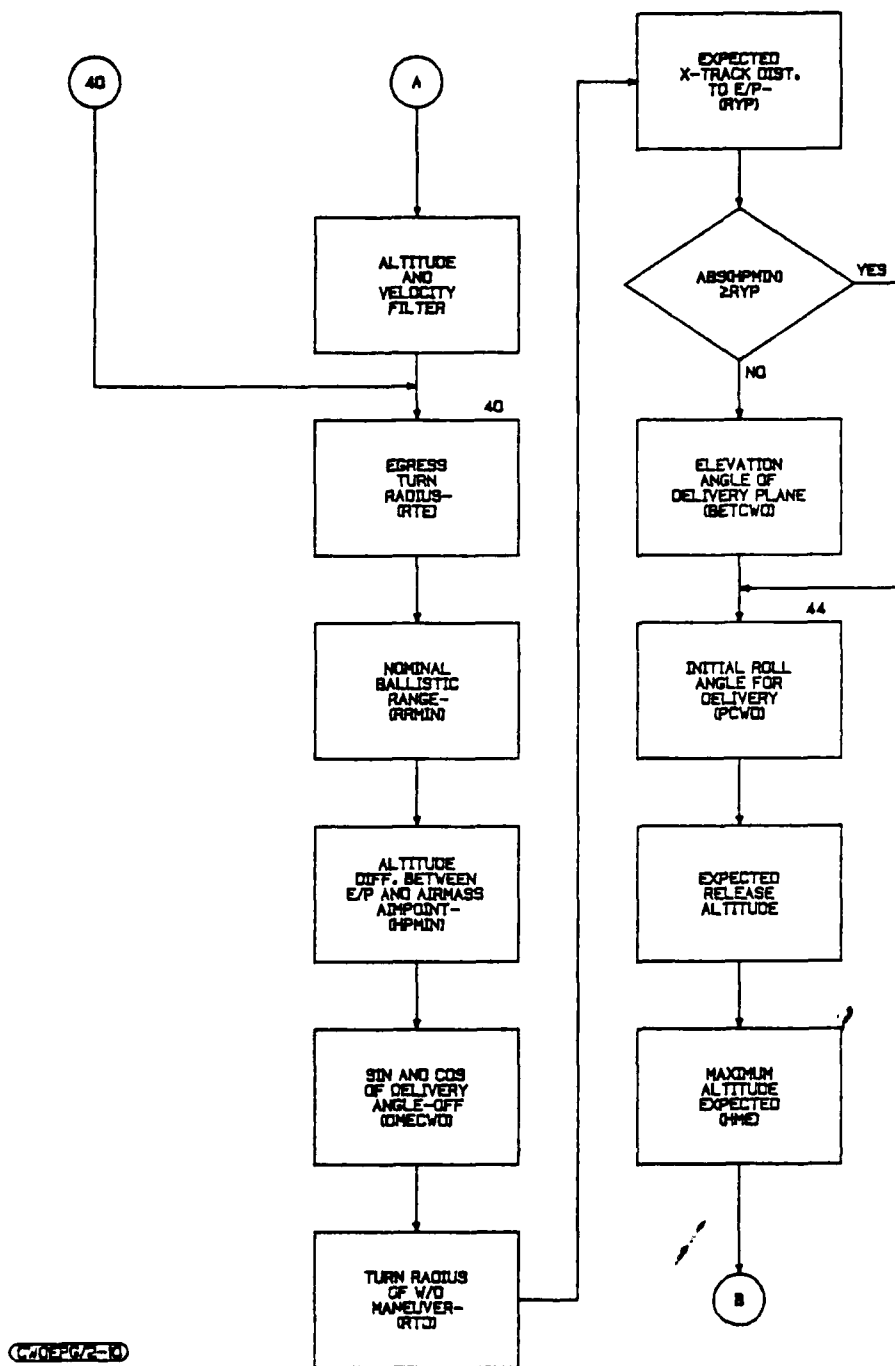 40
A
ALTITUDE
AND
VELOCITY
FILTER
40
EGRESS
TURN
RADIUS-
(RTE)
NOMINAL
BALLISTIC
RANGE-
(RRMIN)
ALTITUDE
DIFF. BETWEEN
E/P AND AIRMASS
AIMPOINT-
(HPMIN)
SIN AND COS
OF DELIVERY
ANGLE-OFF
(OMECWO)
TURN RADIUS
OF W/D
MANEUVER-
EXPECTED
X-TRACK DIST.
TO E/P-
(RYP)
ABS(HPMIN)
≥RYP
YES
NO
ELEVATION
ANGLE OF
DELIVERY PLANE
(BETCWO)
44
INITIAL ROLL
ANGLE FOR
DELIVERY
(PCWO)
EXPECTED
RELEASE
ALTITUDE
MAXIMUM
ALTITUDE
EXPECTED
(HME)
B